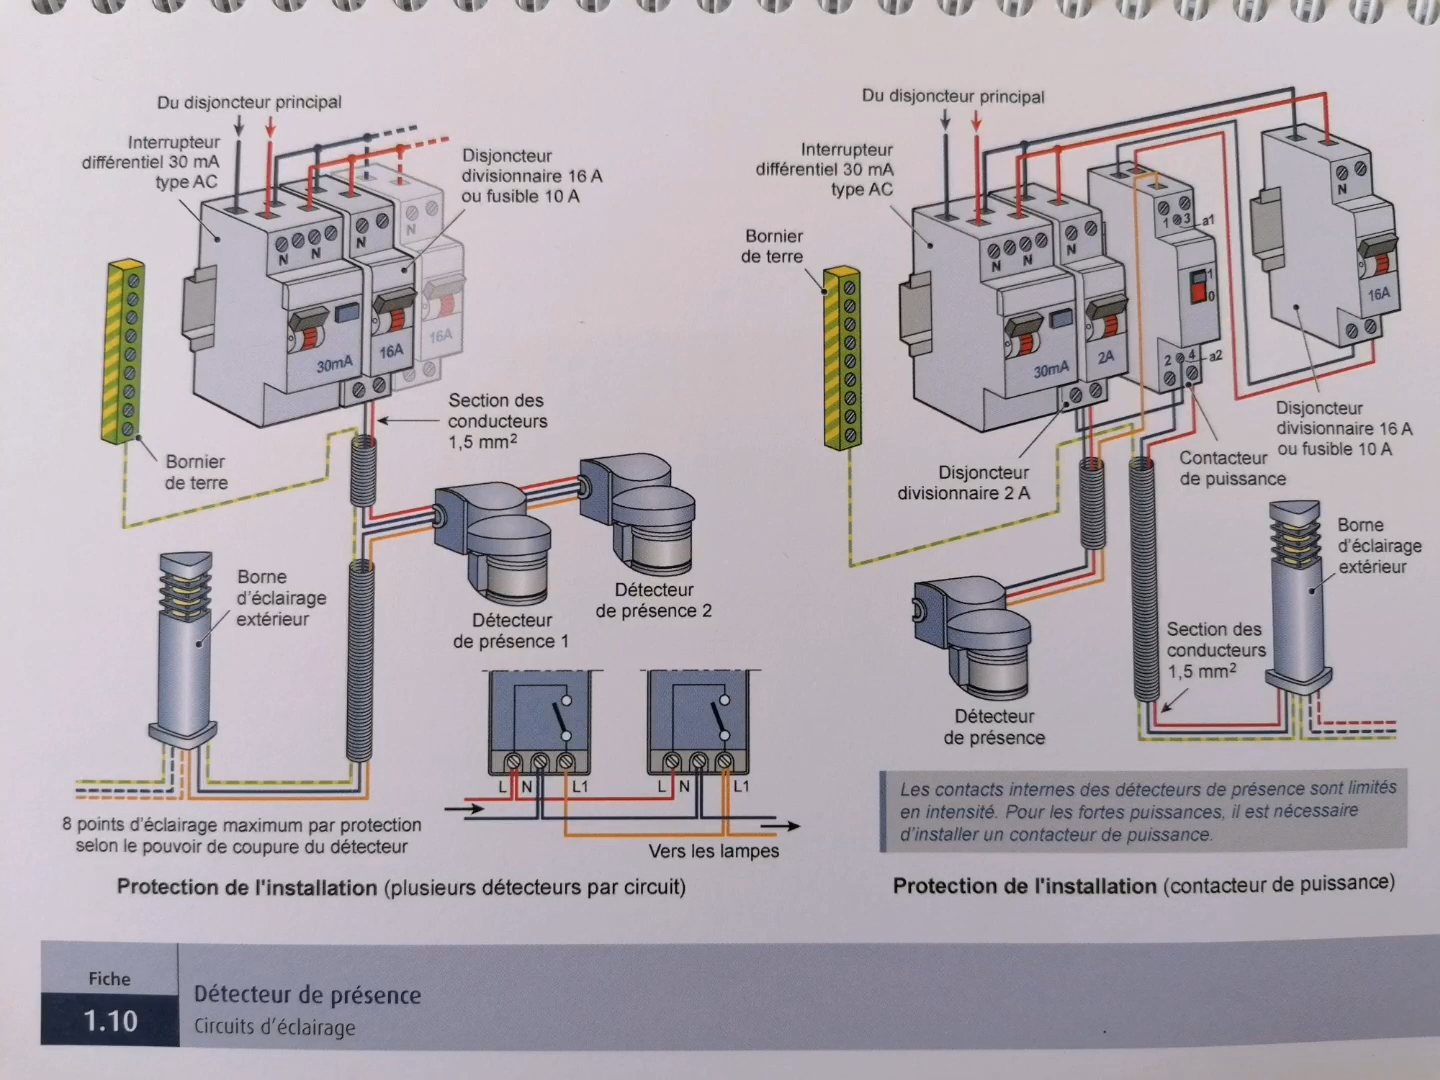 Du disjoncteur principal
Interrupteur
différentiel 30 mA
type AC
Disjoncteur
divisionnaire 16 A
ou fusible 10 A
N
N
N
N
30mA
16A
16A
Section des
conducteurs
1,5 mm²
Bornier
de terre
Borne
d'éclairage
extérieur
Détecteur
de présence 1
Détecteur
de présence 2
L N L1
L N L1
Vers les lampes
8 points d'éclairage maximum par protection
selon le pouvoir de coupure du détecteur
Protection de l'installation (plusieurs détecteurs par circuit)
Du disjoncteur principal
Interrupteur
différentiel 30 mA
type AC
Bornier
de terre
N
N
N
N
1 3 a1
1
0
30mA
2A
2 4 a2
16A
Disjoncteur
divisionnaire 16 A
ou fusible 10 A
Disjoncteur
divisionnaire 2 A
Contacteur
de puissance
Borne
d'éclairage
extérieur
Section des
conducteurs
1,5 mm²
Détecteur
de présence
Les contacts internes des détecteurs de présence sont limités
en intensité. Pour les fortes puissances, il est nécessaire
d'installer un contacteur de puissance.
Protection de l'installation (contacteur de puissance)
Fiche
1.10
Détecteur de présence
Circuits d'éclairage